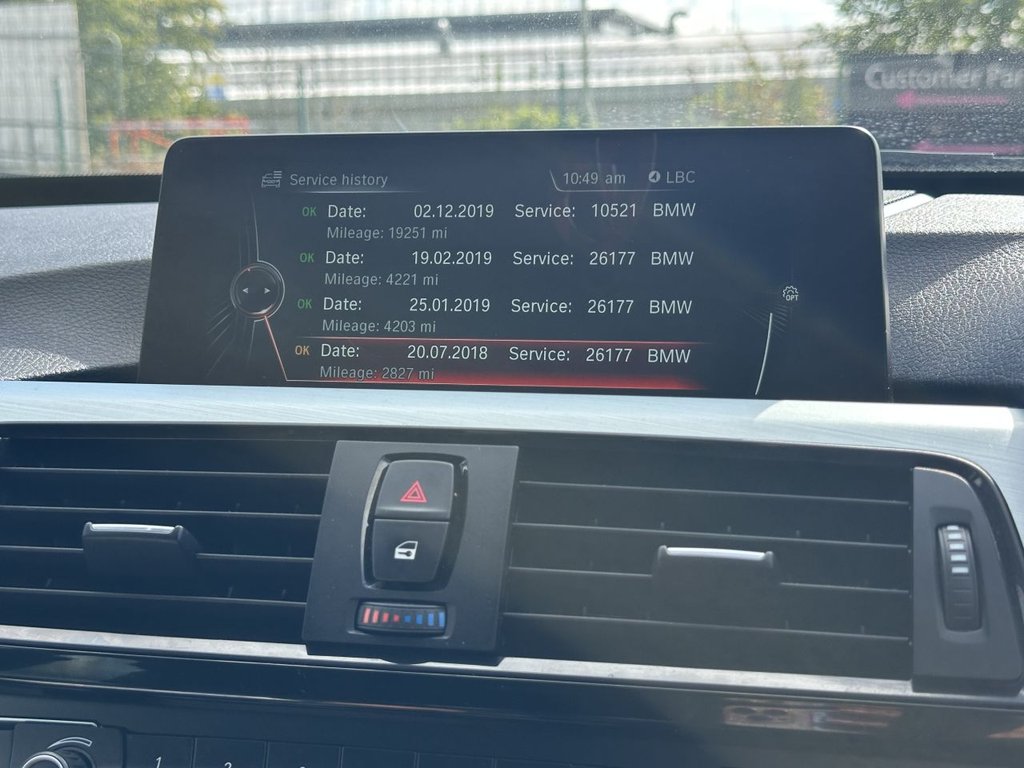 Customer Par
Service history
10:49 am
LBC
OK Date: 02.12.2019 Service: 10521 BMW
Mileage: 19251 mi
OK Date: 19.02.2019 Service: 26177 BMW
Mileage: 4221 mi
OK Date: 25.01.2019 Service: 26177 BMW
Mileage: 4203 mi
OK Date: 20.07.2018 Service: 26177 BMW
Mileage: 2827 mi
OPT
1
2